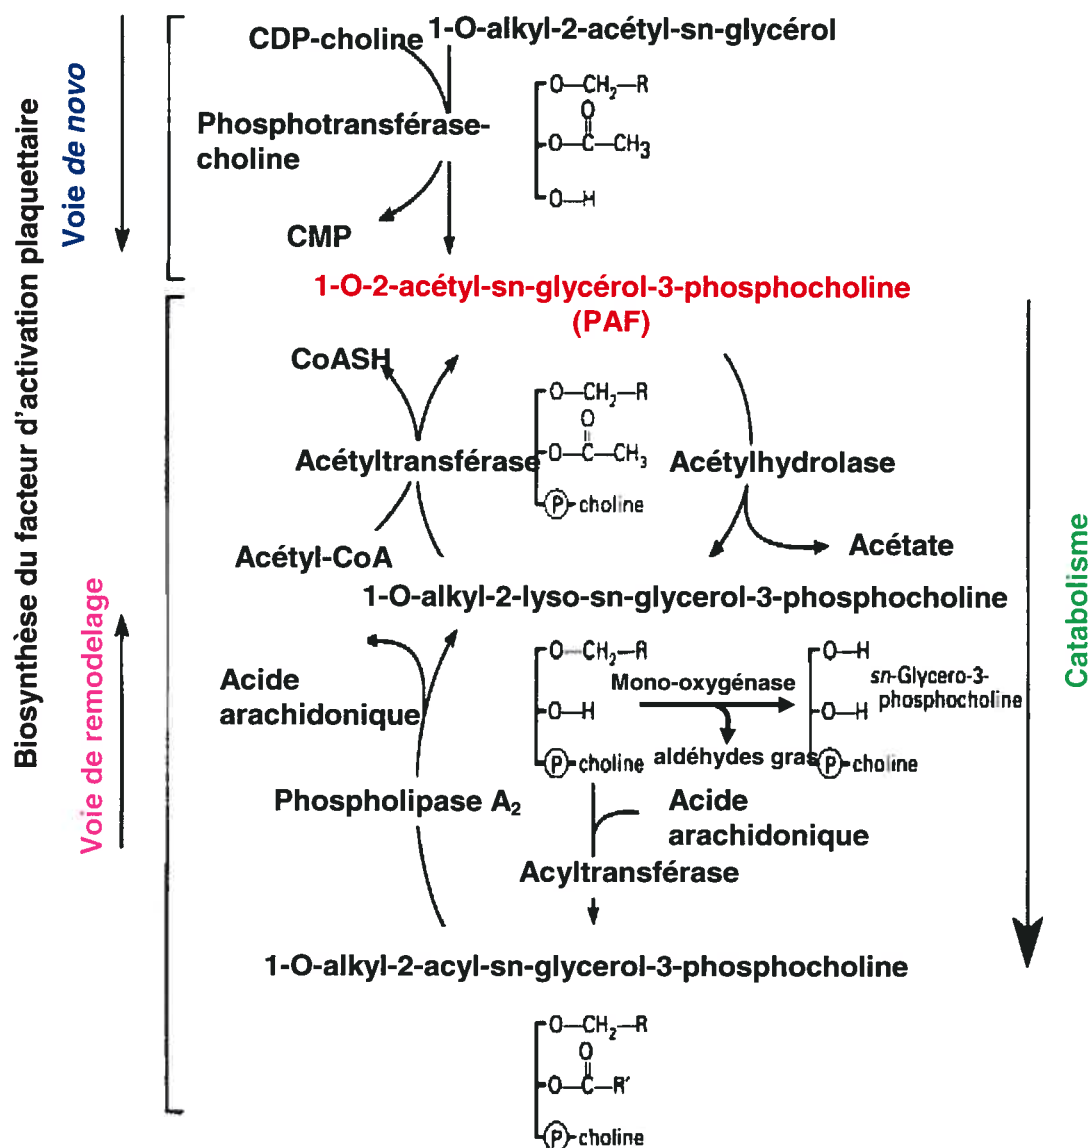 Biosynthèse du facteur d'activation plaquettaire
Voie de novo
Voie de remodelage
Catabolisme
CDP-choline
1-O-alkyl-2-acétyl-sn-glycérol
O—CH2—R
O
O—C—CH3
O—H
Phosphotransférase-
choline
CMP
1-O-2-acétyl-sn-glycérol-3-phosphocholine
(PAF)
CoASH
O—CH2—R
O
O—C—CH3
P-choline
Acétyltransférase
Acétylhydrolase
Acétyl-CoA
Acétate
1-O-alkyl-2-lyso-sn-glycerol-3-phosphocholine
Acide
arachidonique
O—CH2—R
O—H
P-choline
Mono-oxygénase
aldéhydes gras
O—H
O—H
P-choline
sn-Glycero-3-
phosphocholine
Phospholipase A2
Acide
arachidonique
Acyltransférase
1-O-alkyl-2-acyl-sn-glycerol-3-phosphocholine
O—CH2—R
O
O—C—R'
P-choline